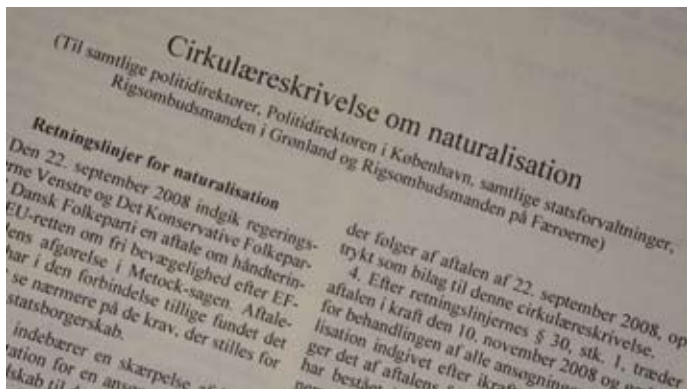 Cirkulæreskrivelse om naturalisation
(Til samtlige politidirektører, Politidirektøren i København, samtlige statsforvaltninger,
Rigsombudsmanden i Grønland og Rigsombudsmanden på Færøerne)
Retningslinjer for naturalisation
Den 22. september 2008 indgik regerings-
erne Venstre og Det Konservative Folkepar-
Dansk Folkeparti en aftale om håndterin-
EU-retten om fri bevægelighed efter EF-
lens afgørelse i Metock-sagen. Aftale-
har i den forbindelse tillige fundet det
se nærmere på de krav, der stilles for
statsborgerskab.
indebærer en skærpelse af
der følger af aftalen af 22. september 2008, op-
trykt som bilag til denne cirkulæreskrivelse.
4. Efter retningslinjernes § 30, stk. 1, træder
aftalen i kraft den 10. november 2008 og
for behandlingen af alle ansøgninger
lisation indgivet efter
ger det af aftalens
har bestået